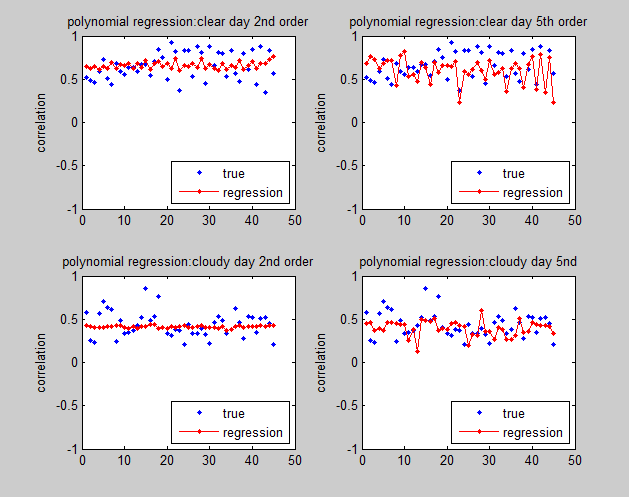 polynomial regression:clear day 2nd order
1
0.5
0
-0.5
-1
correlation
true
regression
0 10 20 30 40 50
polynomial regression:clear day 5th order
1
0.5
0
-0.5
-1
correlation
true
regression
0 10 20 30 40 50
polynomial regression:cloudy day 2nd order
1
0.5
0
-0.5
-1
correlation
true
regression
0 10 20 30 40 50
polynomial regression:cloudy day 5nd
1
0.5
0
-0.5
-1
correlation
true
regression
0 10 20 30 40 50